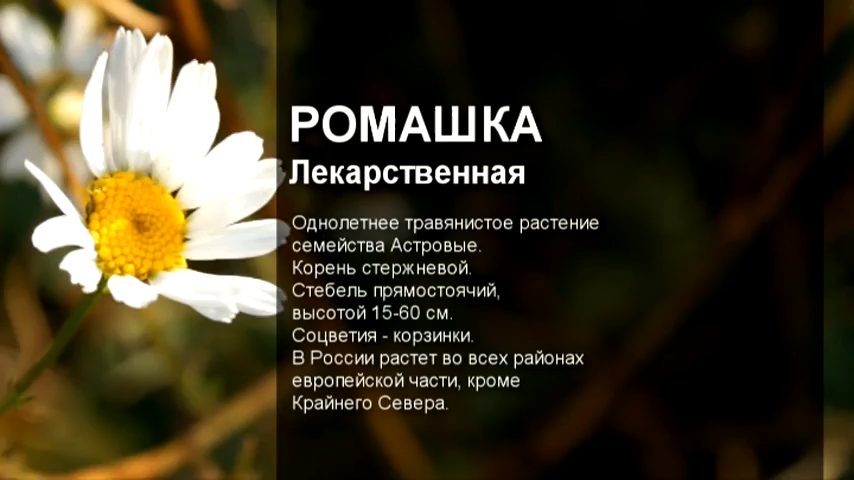 РОМАШКА
Лекарственная
Однолетнее травянистое растение
семейства Астровые.
Корень стержневой.
Стебель прямостоячий,
высотой 15-60 см.
Соцветия - корзинки.
В России растет во всех районах
европейской части, кроме
Крайнего Севера.